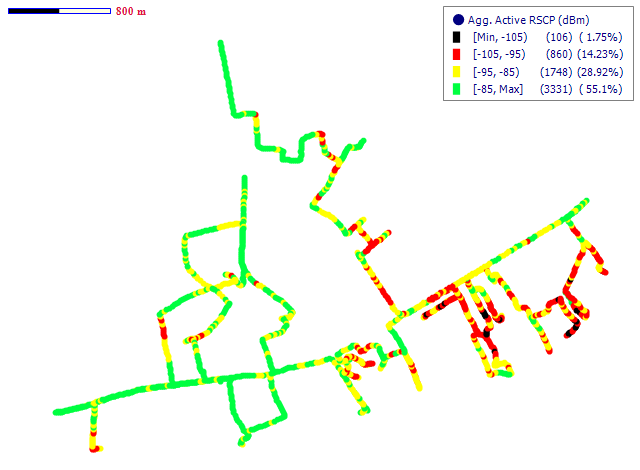 800 m
Agg. Active RSCP (dBm)
[Min, -105) (106) ( 1.75%)
[-105, -95) (860) (14.23%)
[-95, -85) (1748) (28.92%)
[-85, Max] (3331) ( 55.1%)